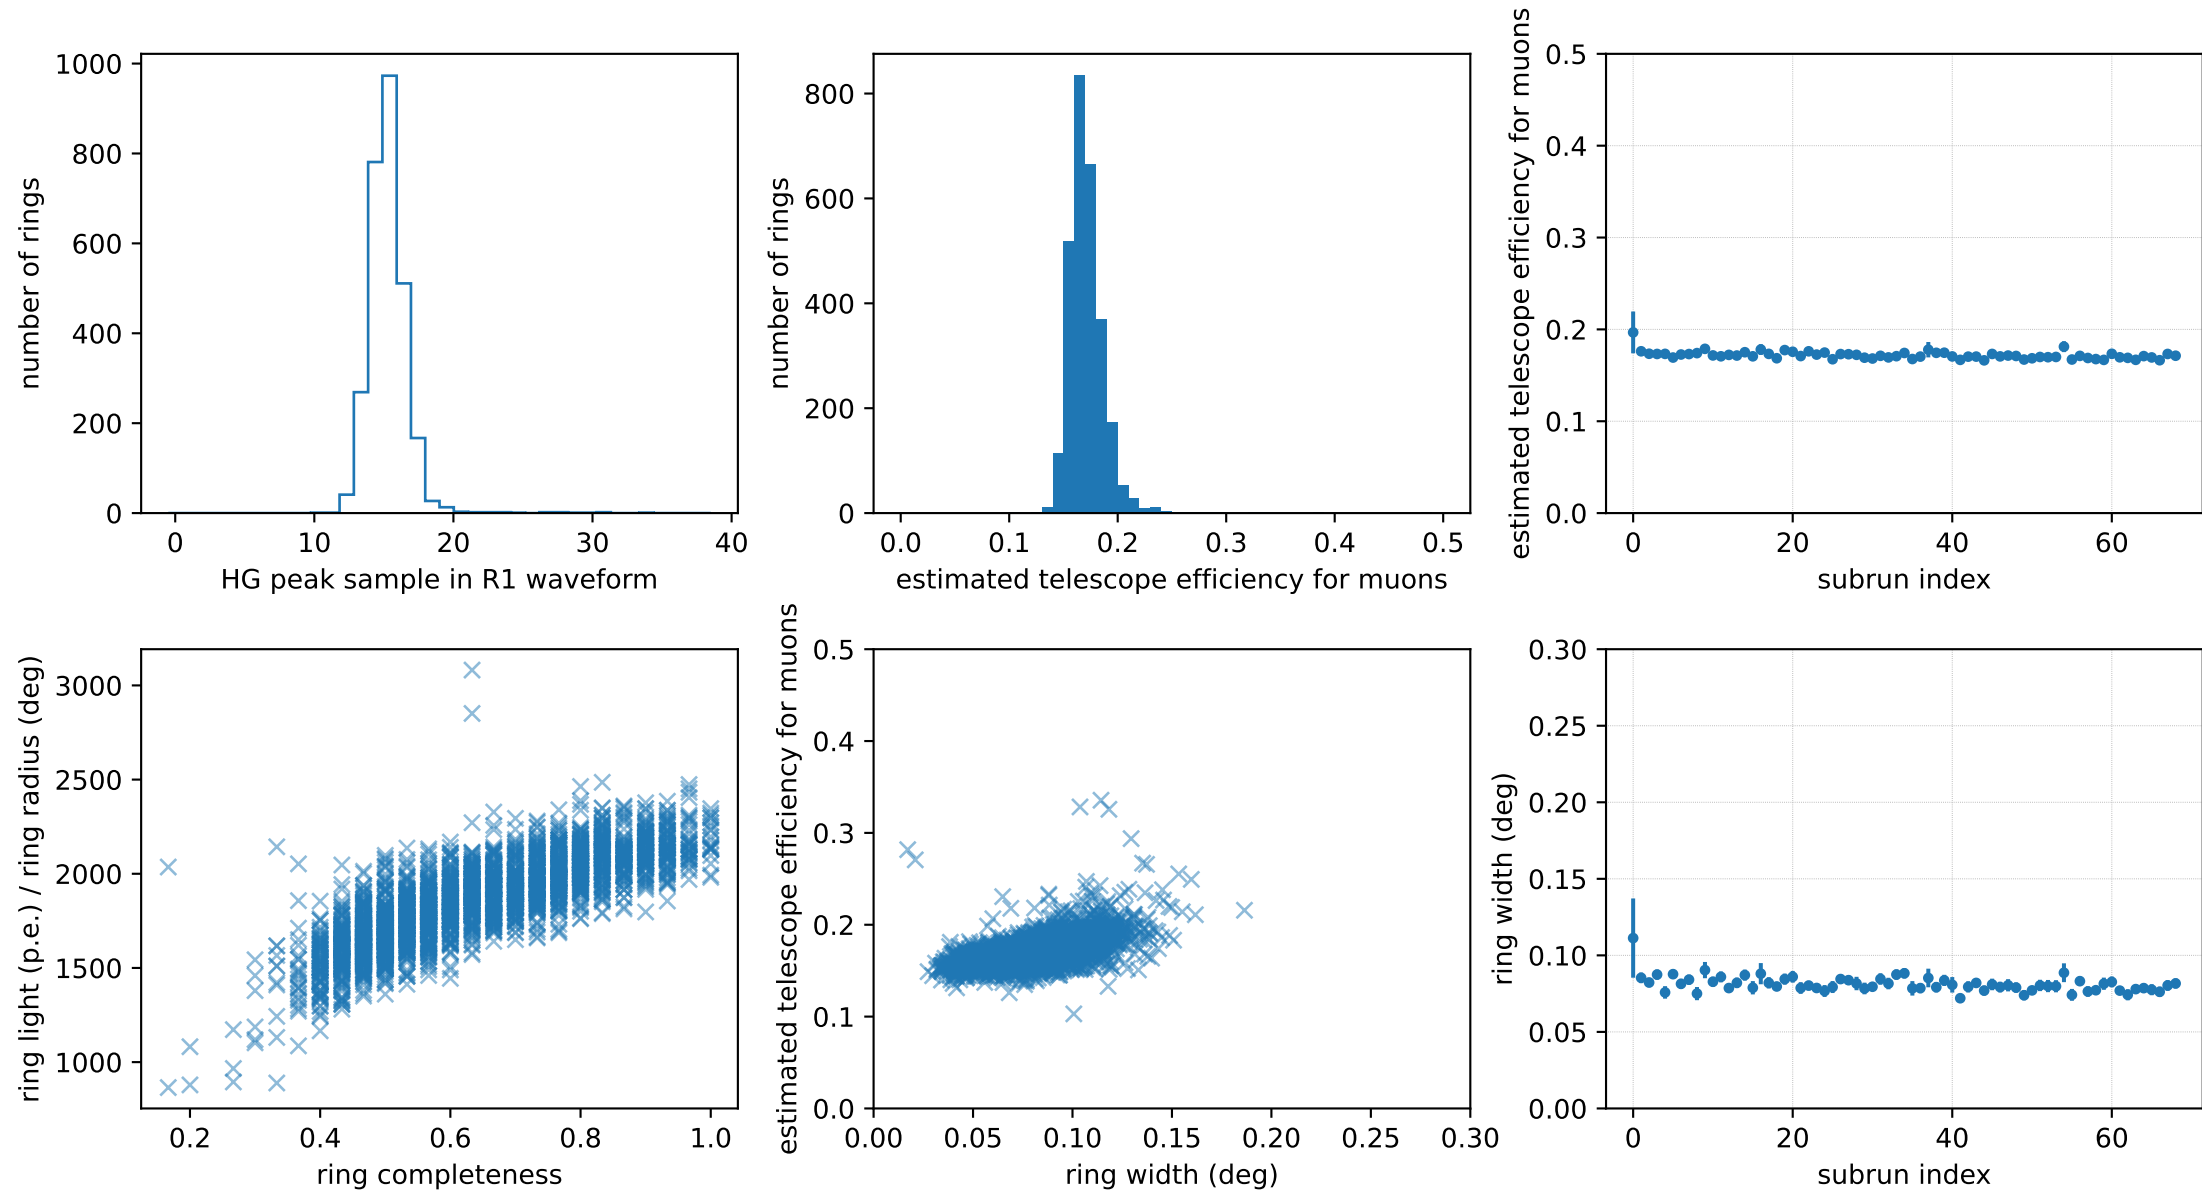 number of rings
1000
800
600
400
200
0
0 10 20 30 40
HG peak sample in R1 waveform
number of rings
800
600
400
200
0
0.0 0.1 0.2 0.3 0.4 0.5
estimated telescope efficiency for muons
estimated telescope efficiency for muons
0.5
0.4
0.3
0.2
0.1
0.0
0 20 40 60
subrun index
ring light (p.e.) / ring radius (deg)
3000
2500
2000
1500
1000
0.2 0.4 0.6 0.8 1.0
ring completeness
estimated telescope efficiency for muons
0.5
0.4
0.3
0.2
0.1
0.0
0.00 0.05 0.10 0.15 0.20 0.25 0.30
ring width (deg)
ring width (deg)
0.30
0.25
0.20
0.15
0.10
0.05
0.00
0 20 40 60
subrun index